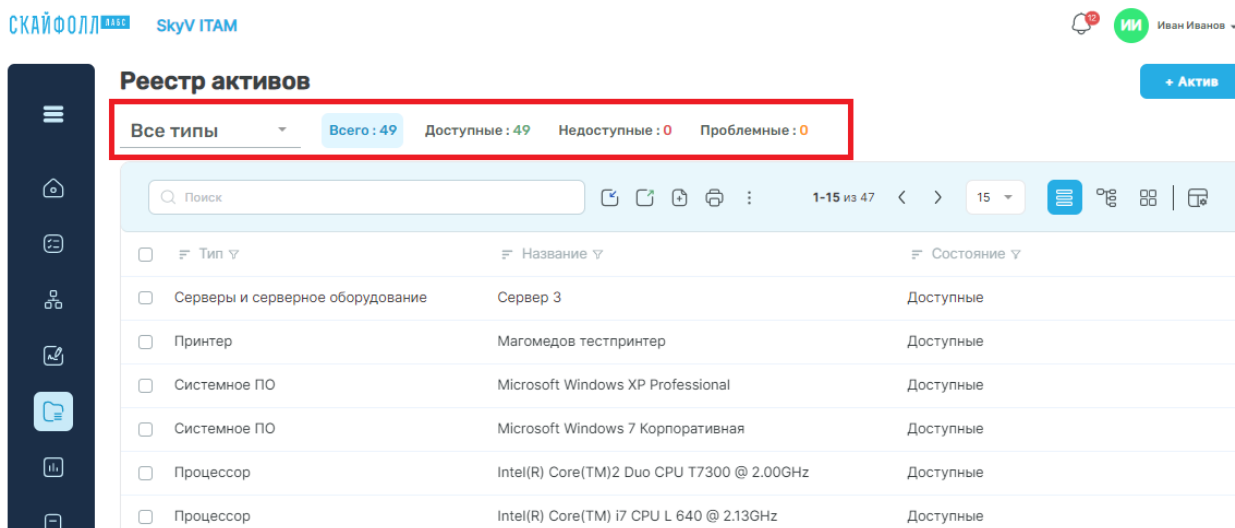 СКАЙФОЛЛ ЛАБС SkyV ITAM 12 ИИ Иван Иванов
Реестр активов + Актив
Все типы Всего : 49 Доступные : 49 Недоступные : 0 Проблемные : 0
Поиск 1-15 из 47 15
Тип Название Состояние
Серверы и серверное оборудование Сервер 3 Доступные
Принтер Магомедов тестпринтер Доступные
Системное ПО Microsoft Windows XP Professional Доступные
Системное ПО Microsoft Windows 7 Корпоративная Доступные
Процессор Intel(R) Core(TM)2 Duo CPU T7300 @ 2.00GHz Доступные
Процессор Intel(R) Core(TM) i7 CPU L 640 @ 2.13GHz Доступные